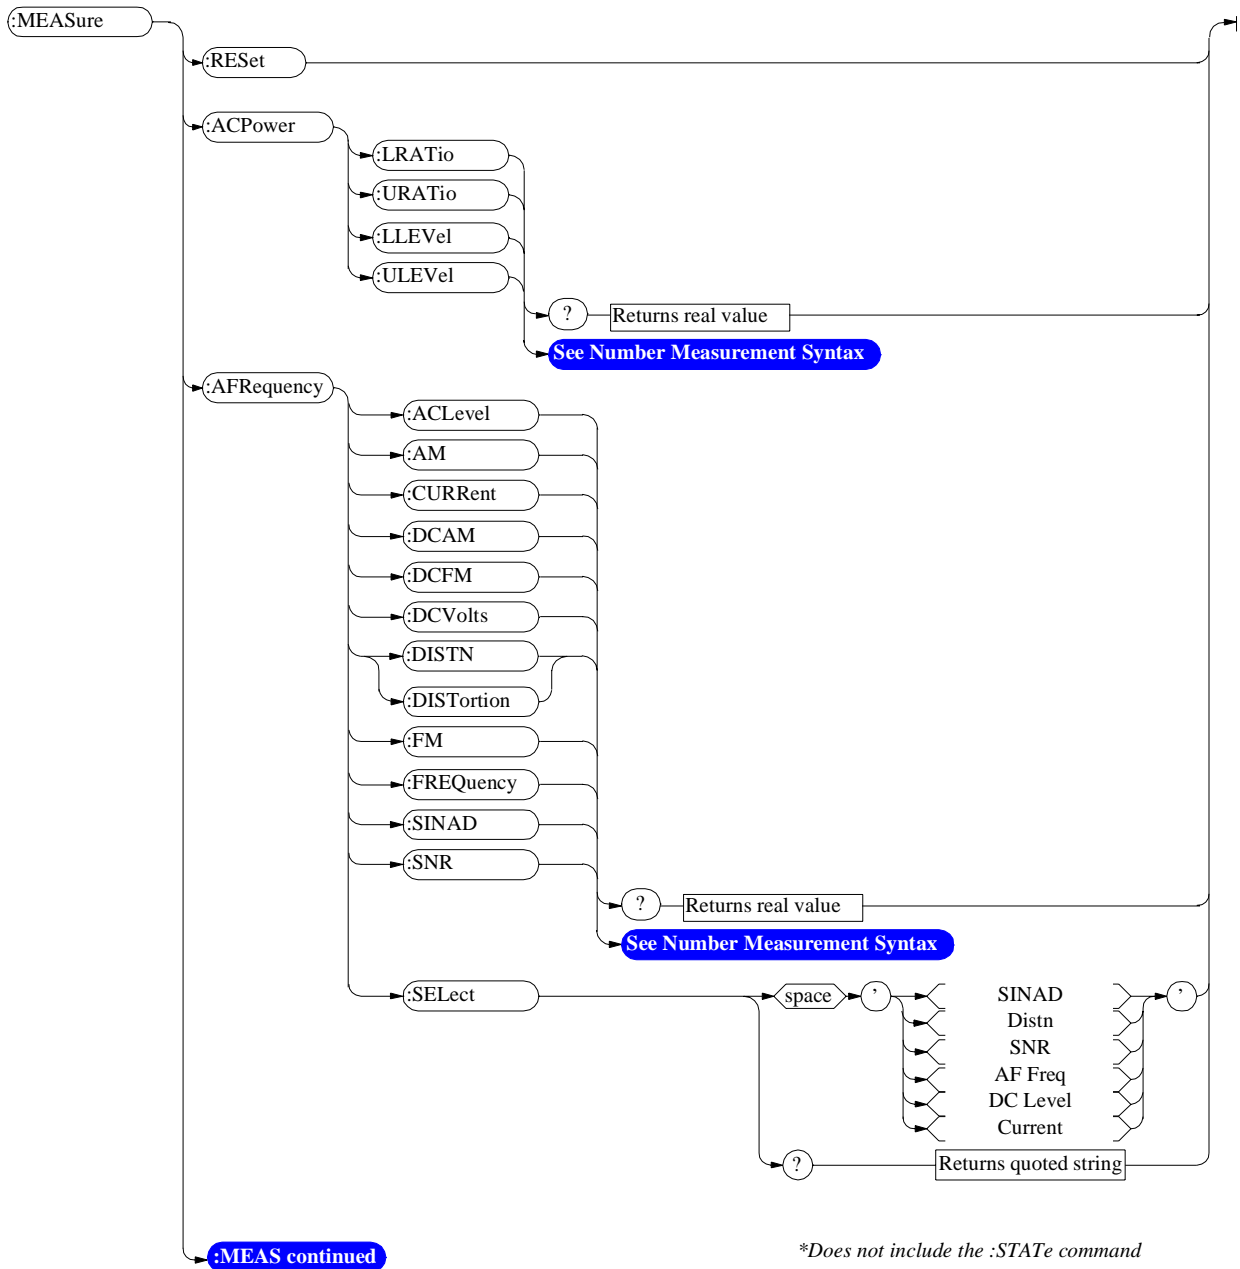 :MEASure
:RESet
:ACPower
:LRATio
:URATio
:LLEVel
:ULEVel
? Returns real value
See Number Measurement Syntax
:AFRequency
:ACLevel
:AM
:CURRent
:DCAM
:DCFM
:DCVolts
:DISTN
:DISTortion
:FM
:FREQuency
:SINAD
:SNR
? Returns real value
See Number Measurement Syntax
:SELect space ' SINAD '
Distn
SNR
AF Freq
DC Level
Current
? Returns quoted string
:MEAS continued
*Does not include the :STATe command